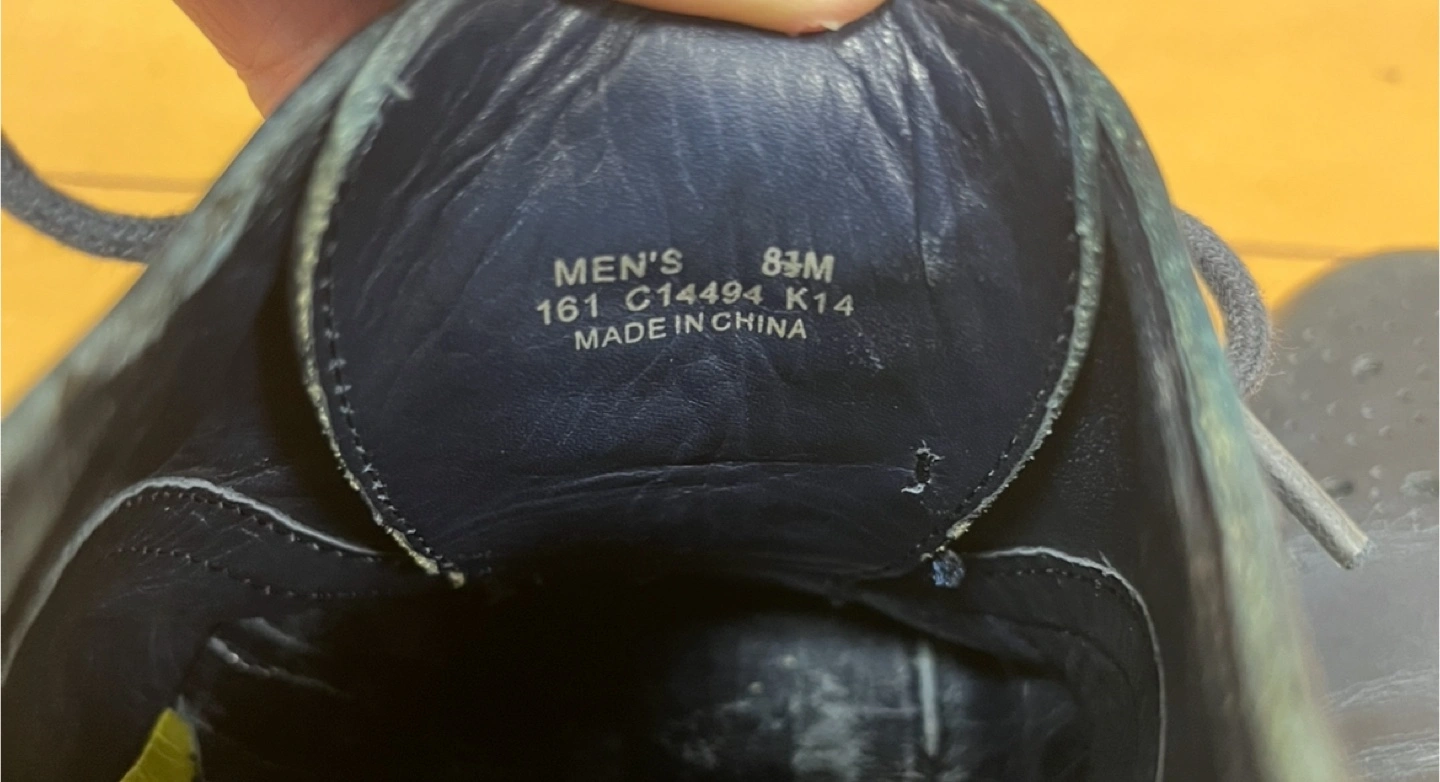 MEN'S 8½M
161 C14494 K14
MADE IN CHINA